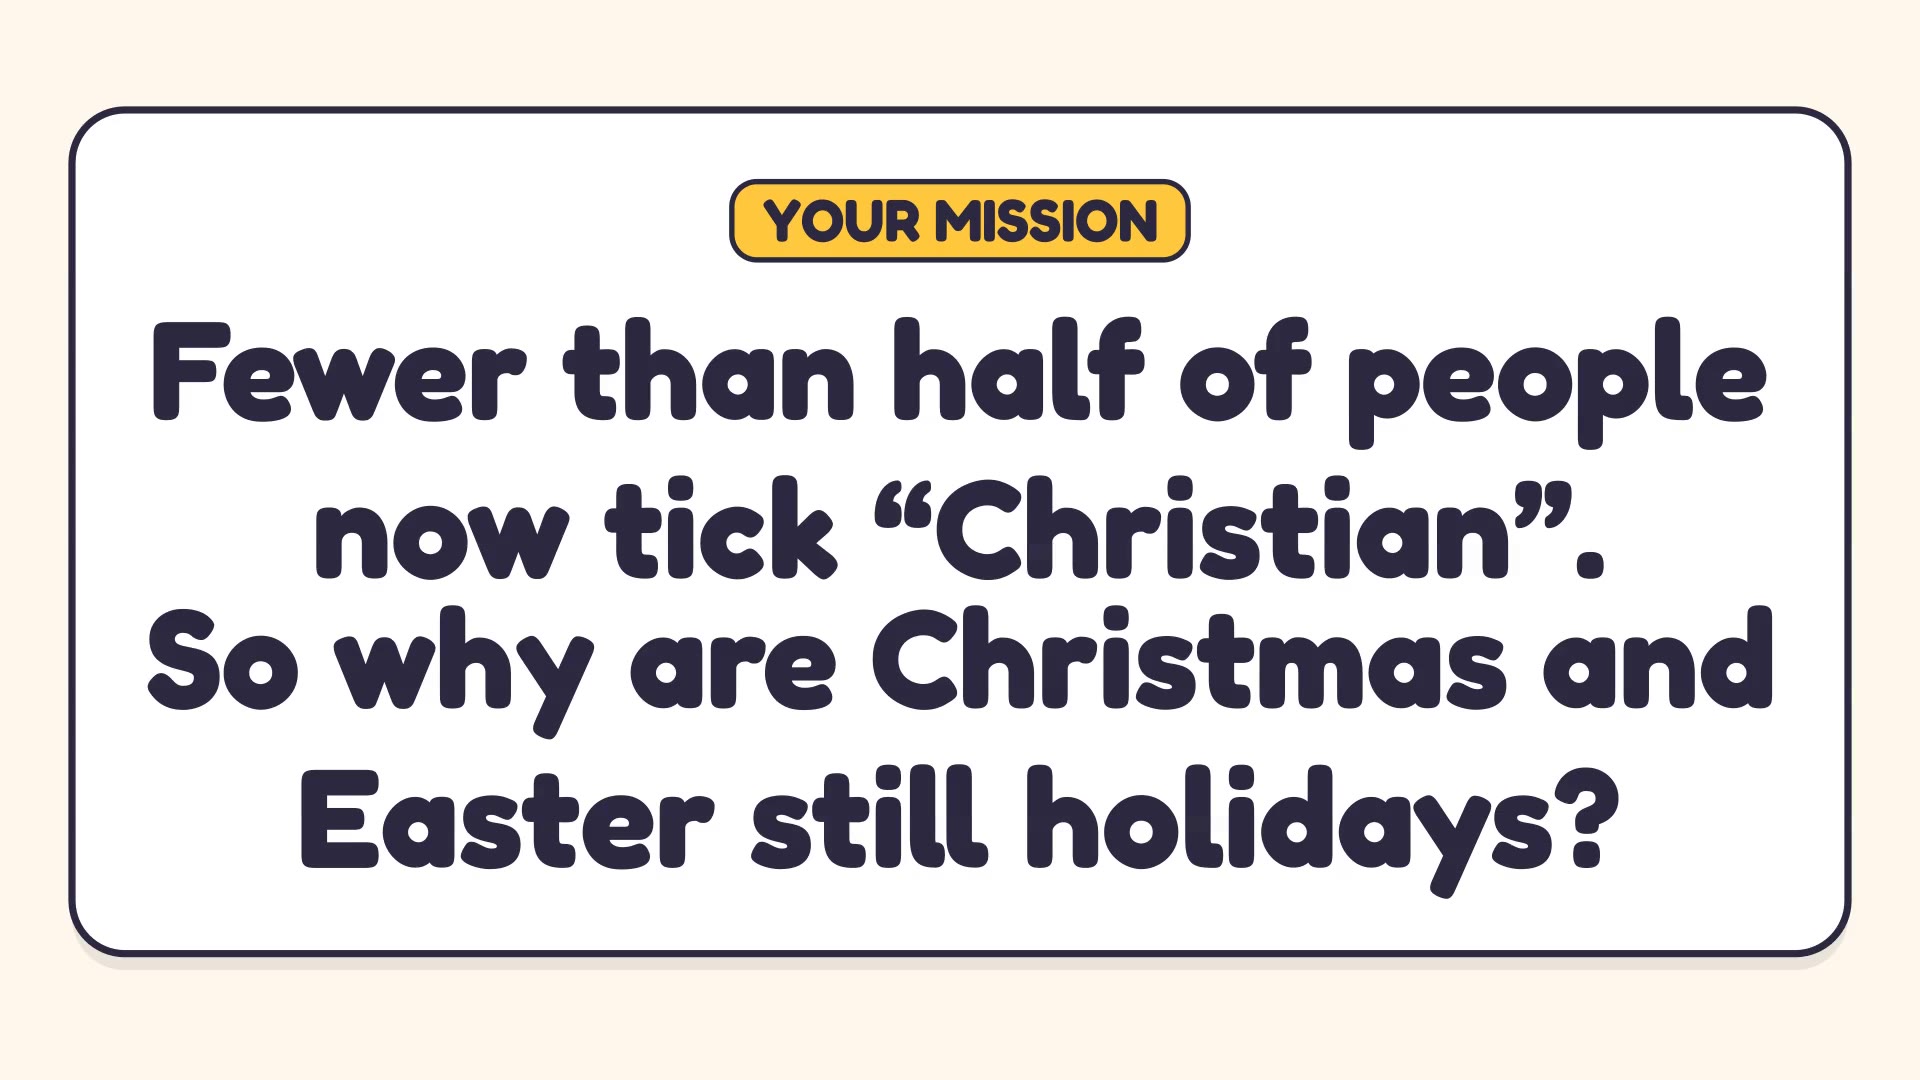 YOUR MISSION
Fewer than half of people
now tick “Christian”.
So why are Christmas and
Easter still holidays?